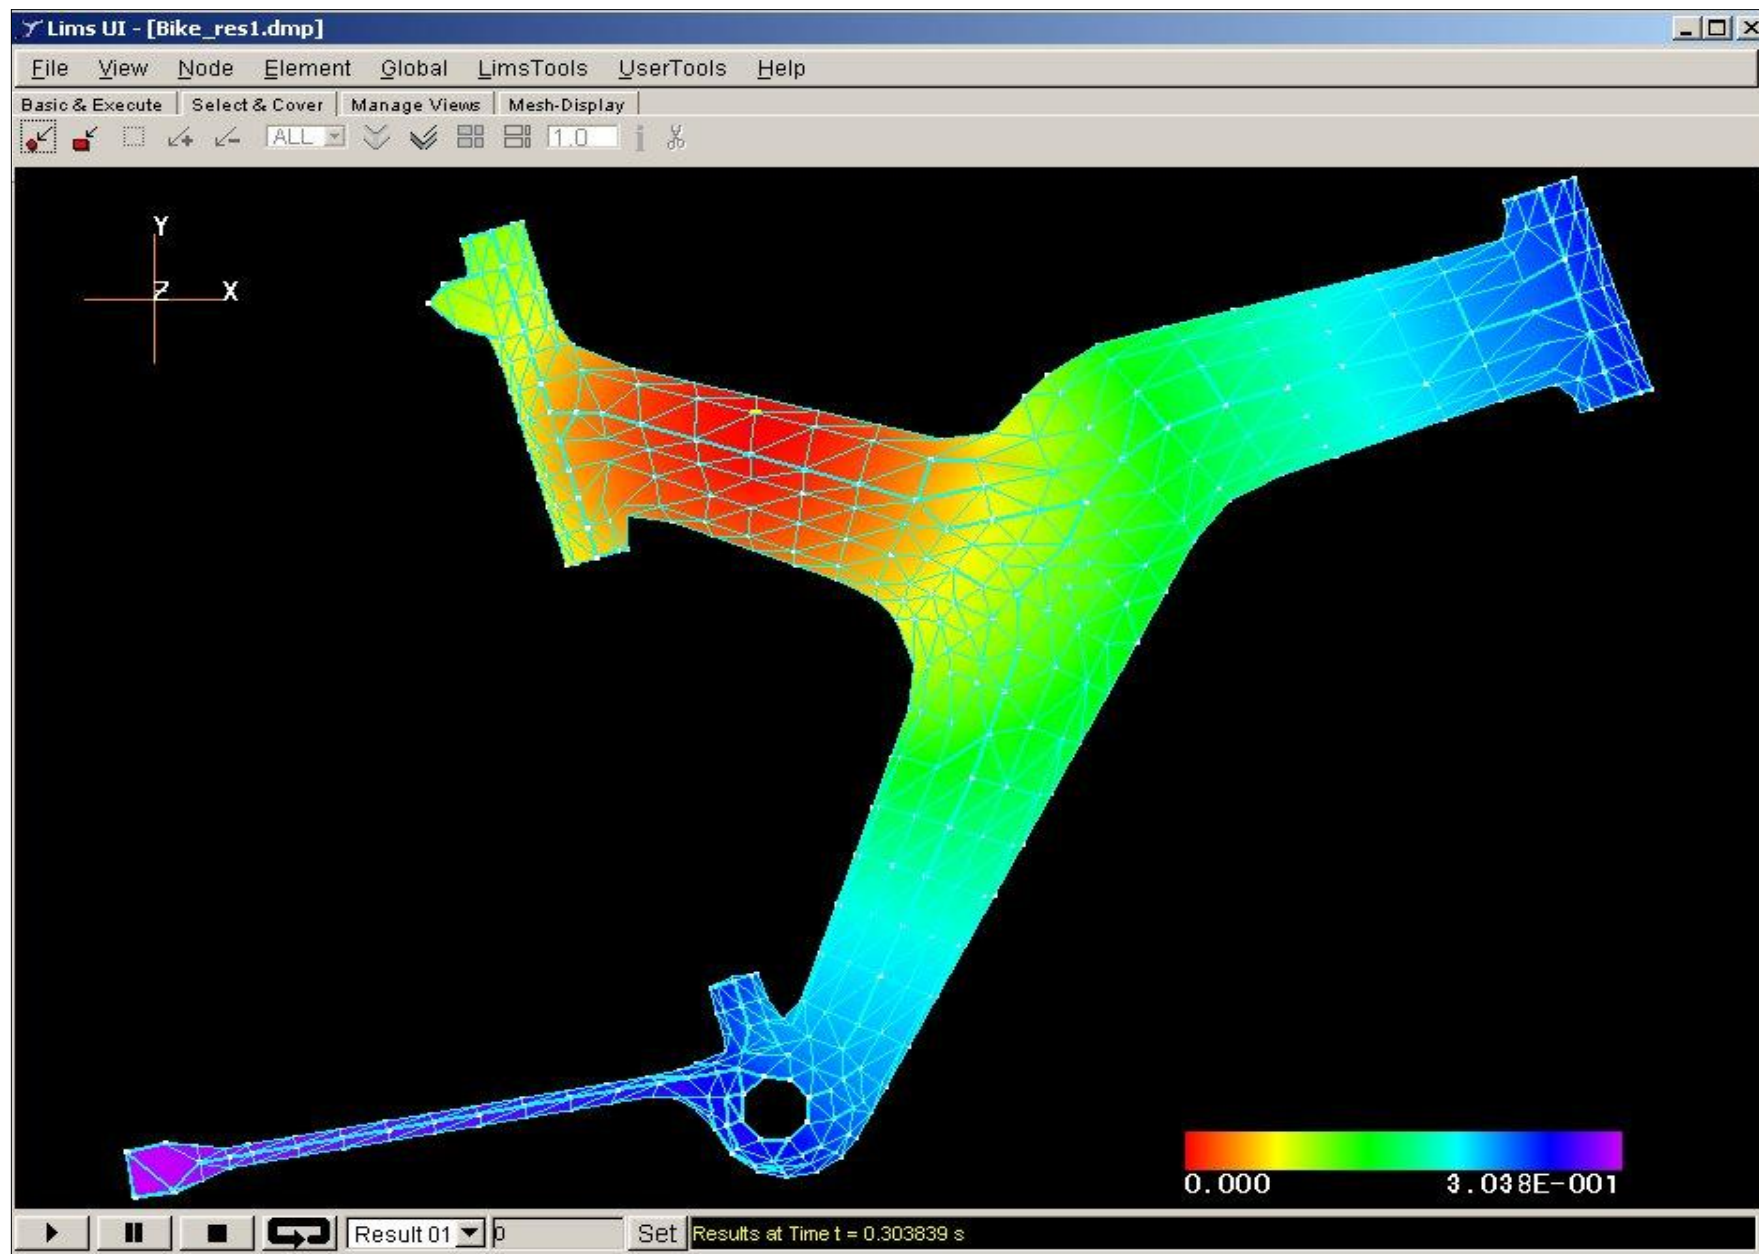 Lims UI - [Bike_res1.dmp]
File View Node Element Global LimsTools UserTools Help
Basic & Execute Select & Cover Manage Views Mesh-Display
ALL 1.0
Y
Z X
0.000 3.038E-001
Result 01 0 Set Results at Time t = 0.303839 s